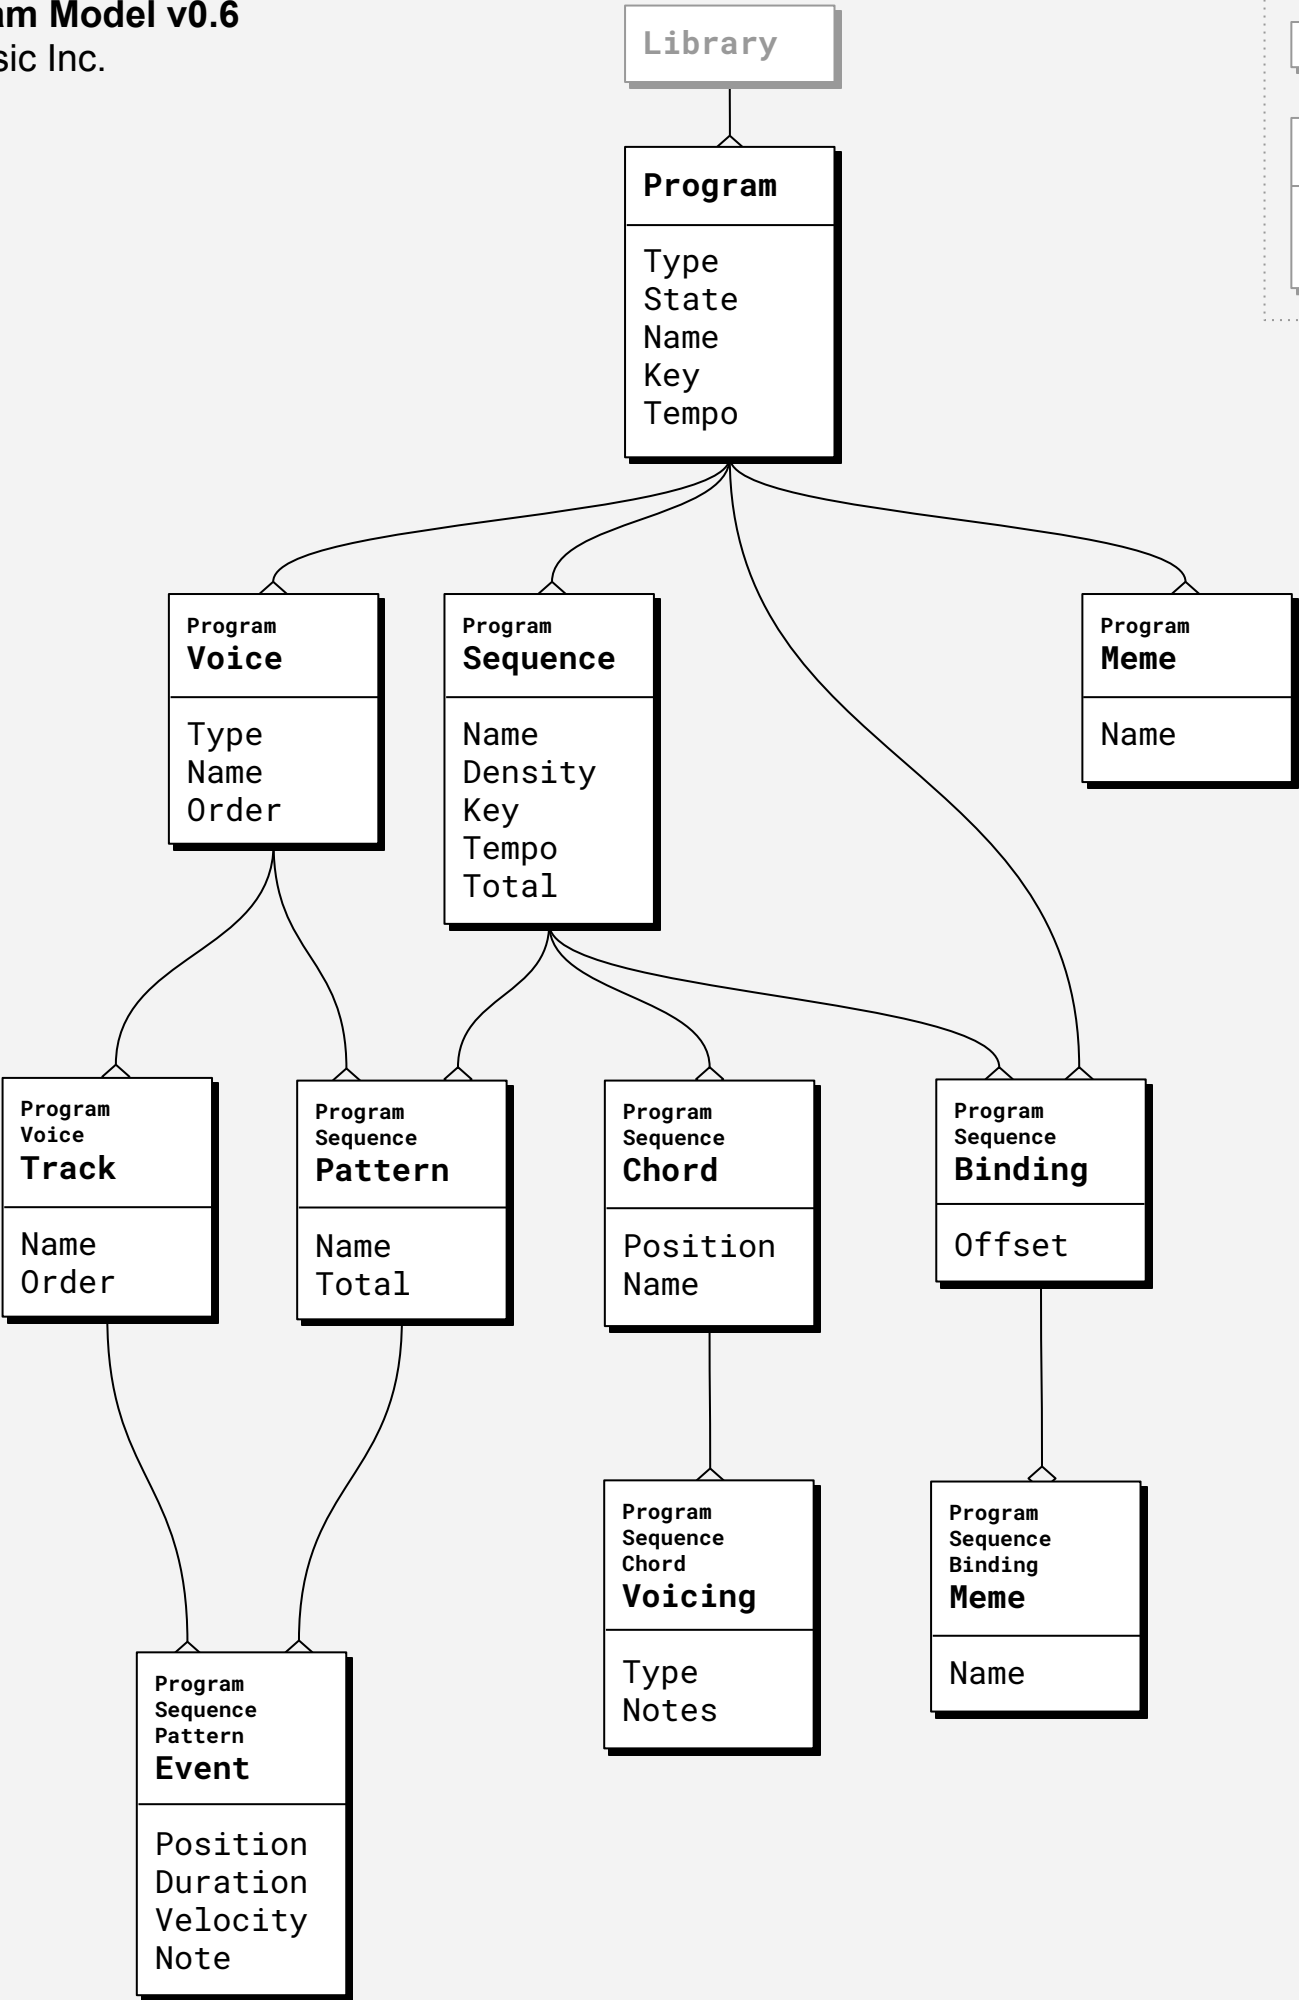 am Model v0.6
sic Inc.
Library
Program
Type
State
Name
Key
Tempo
Program
Voice
Type
Name
Order
Program
Sequence
Name
Density
Key
Tempo
Total
Program
Meme
Name
Program
Voice
Track
Name
Order
Program
Sequence
Pattern
Name
Total
Program
Sequence
Chord
Position
Name
Program
Sequence
Binding
Offset
Program
Sequence
Chord
Voicing
Type
Notes
Program
Sequence
Binding
Meme
Name
Program
Sequence
Pattern
Event
Position
Duration
Velocity
Note